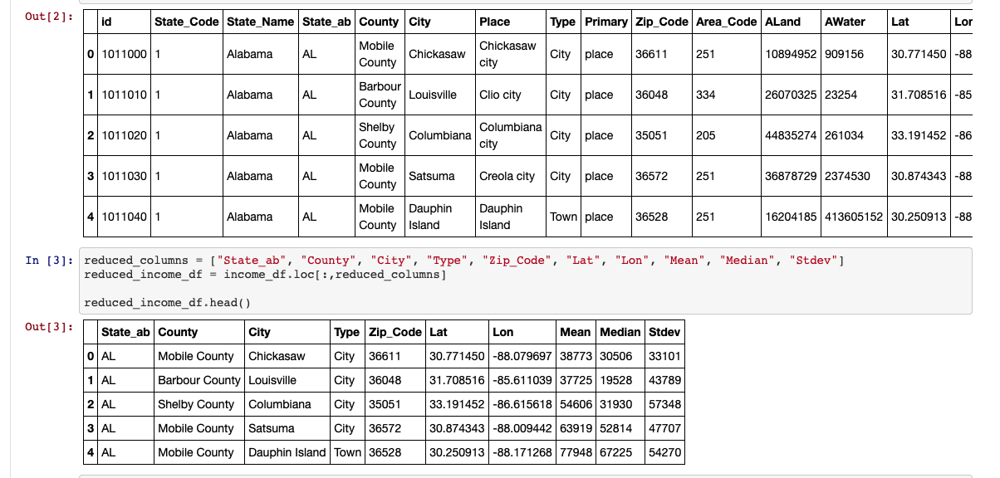 Out[2]:
id State_Code State_Name State_ab County City Place Type Primary Zip_Code Area_Code ALand AWater Lat Lon
0 1011000 1 Alabama AL Mobile County Chickasaw Chickasaw city City place 36611 251 10894952 909156 30.771450 -88
1 1011010 1 Alabama AL Barbour County Louisville Clio city City place 36048 334 26070325 23254 31.708516 -85
2 1011020 1 Alabama AL Shelby County Columbiana Columbiana city City place 35051 205 44835274 261034 33.191452 -86
3 1011030 1 Alabama AL Mobile County Satsuma Creola city City place 36572 251 36878729 2374530 30.874343 -88
4 1011040 1 Alabama AL Mobile County Dauphin Island Dauphin Island Town place 36528 251 16204185 413605152 30.250913 -88
In [3]:
reduced_columns = ["State_ab", "County", "City", "Type", "Zip_Code", "Lat", "Lon", "Mean", "Median", "Stdev"]
reduced_income_df = income_df.loc[:,reduced_columns]
reduced_income_df.head()
Out[3]:
State_ab County City Type Zip_Code Lat Lon Mean Median Stdev
0 AL Mobile County Chickasaw City 36611 30.771450 -88.079697 38773 30506 33101
1 AL Barbour County Louisville City 36048 31.708516 -85.611039 37725 19528 43789
2 AL Shelby County Columbiana City 35051 33.191452 -86.615618 54606 31930 57348
3 AL Mobile County Satsuma City 36572 30.874343 -88.009442 63919 52814 47707
4 AL Mobile County Dauphin Island Town 36528 30.250913 -88.171268 77948 67225 54270